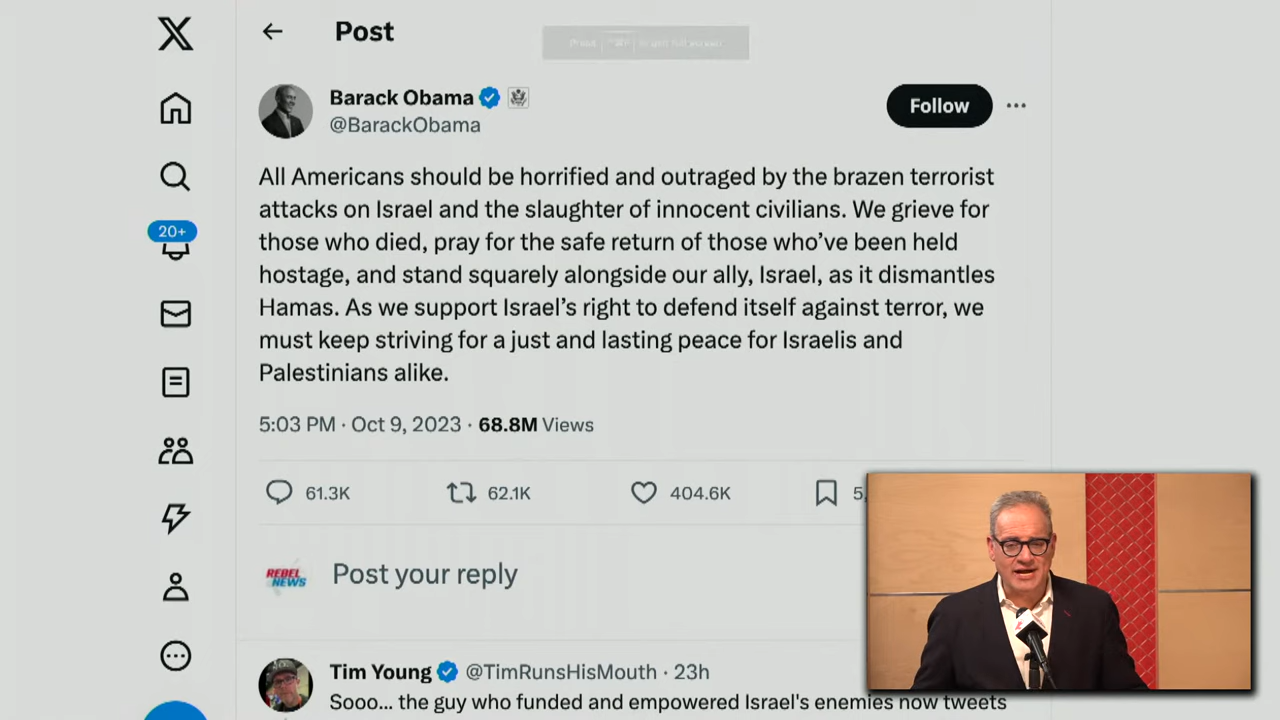 Post
Barack Obama
@BarackObama
Follow
All Americans should be horrified and outraged by the brazen terrorist
attacks on Israel and the slaughter of innocent civilians. We grieve for
those who died, pray for the safe return of those who’ve been held
hostage, and stand squarely alongside our ally, Israel, as it dismantles
Hamas. As we support Israel’s right to defend itself against terror, we
must keep striving for a just and lasting peace for Israelis and
Palestinians alike.
20+
5:03 PM · Oct 9, 2023 · 68.8M Views
61.3K 62.1K 404.6K
REBEL
NEWS
Post your reply
Tim Young @TimRunsHisMouth · 23h
Sooo... the guy who funded and empowered Israel's enemies now tweets